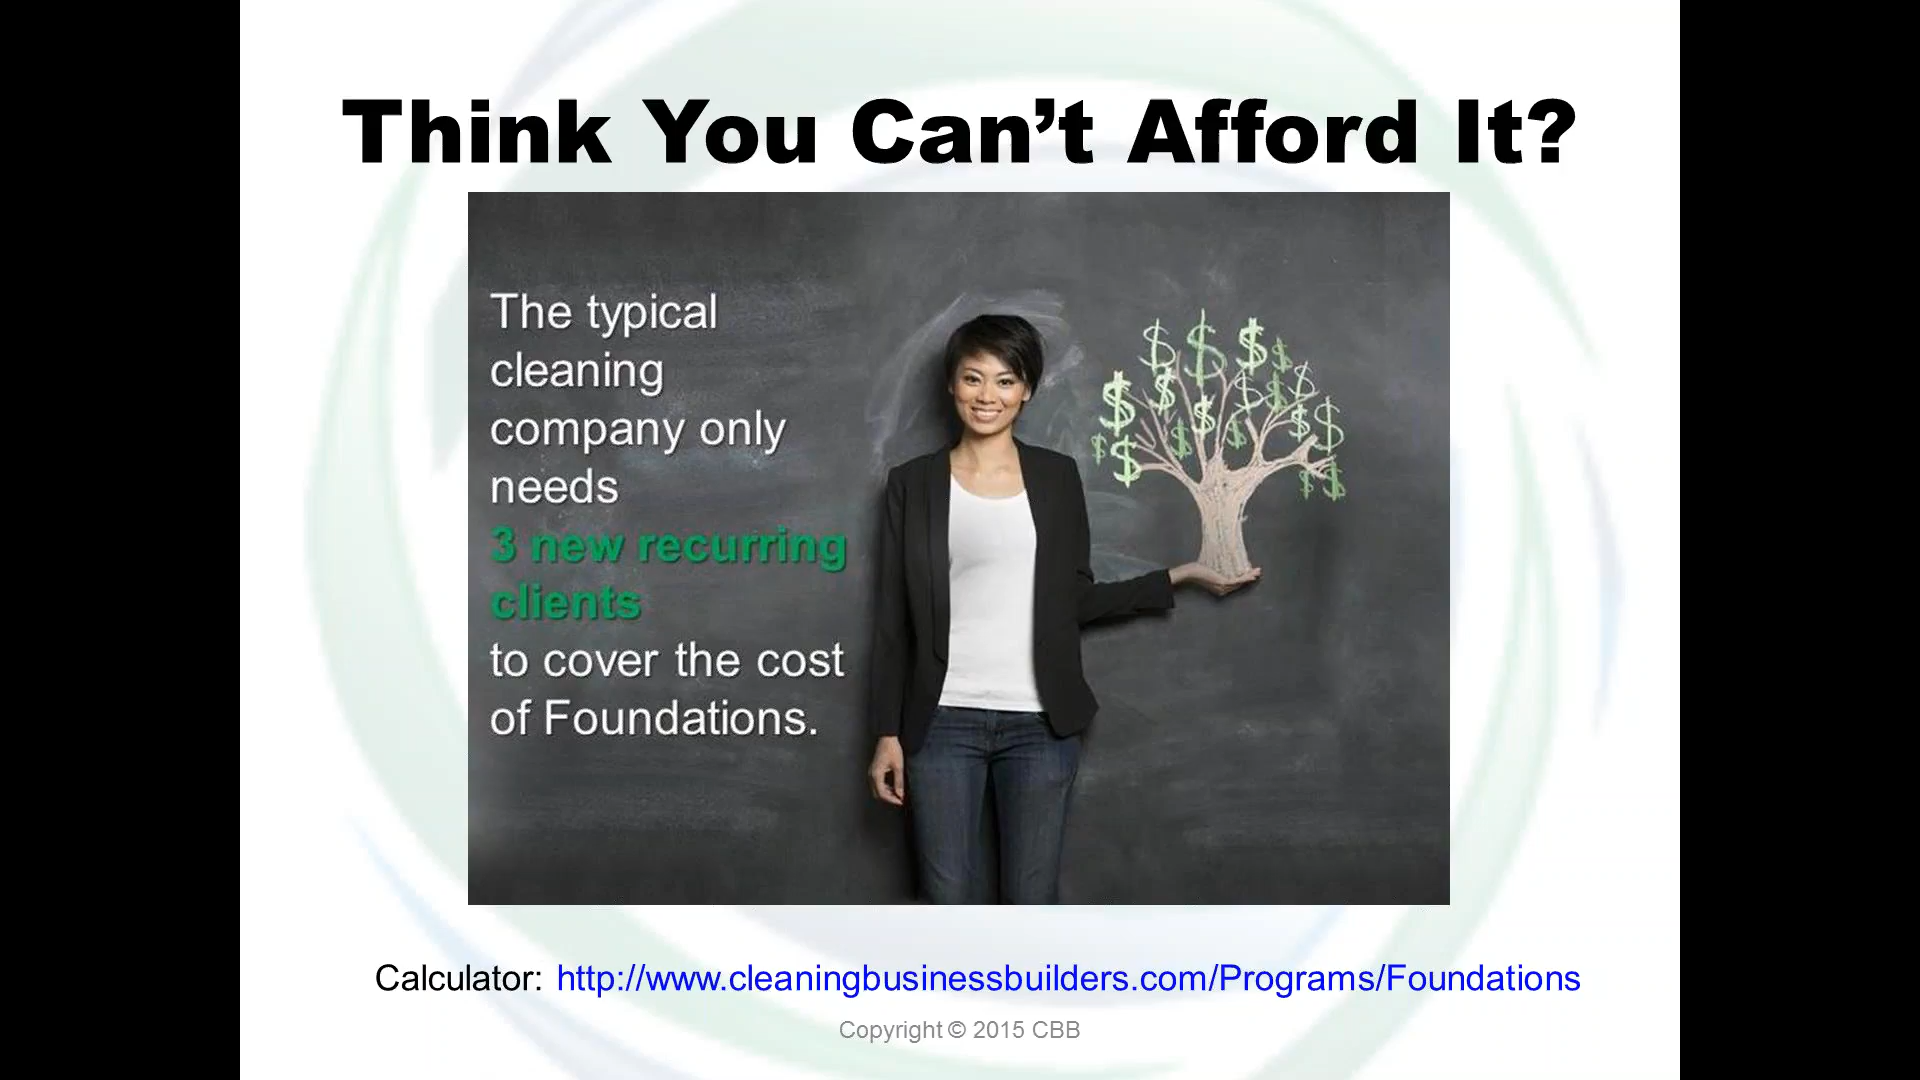 Think You Can’t Afford It?
The typical
cleaning
company only
needs
3 new recurring
clients
to cover the cost
of Foundations.
Calculator: http://www.cleaningbusinessbuilders.com/Programs/Foundations
Copyright © 2015 CBB